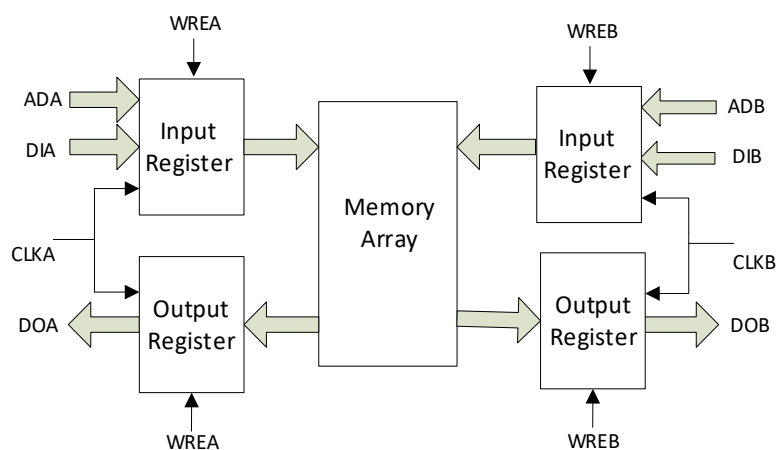 WREA
WREB
ADA
DIA
Input
Register
Input
Register
ADB
DIB
Memory
Array
CLKA
CLKB
DOA
Output
Register
Output
Register
DOB
WREA
WREB